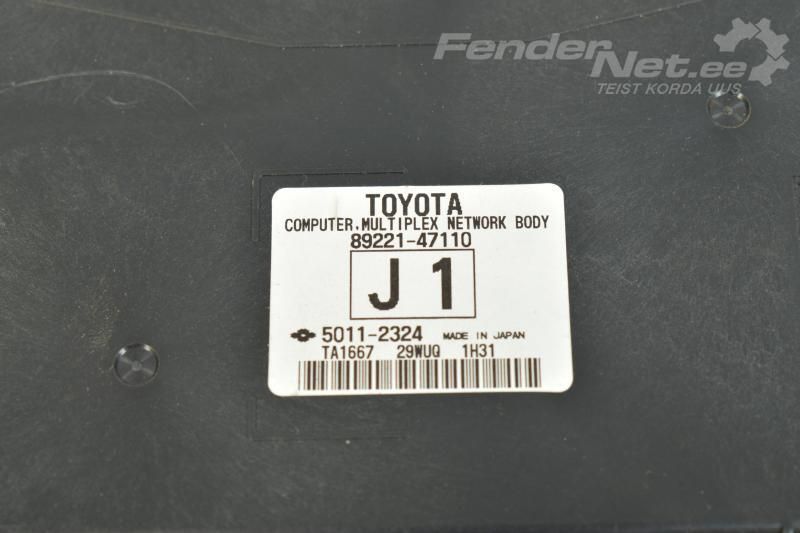 FenderNet.ee
TEIST KORDA UUS
TOYOTA
COMPUTER, MULTIPLEX NETWORK BODY
89221-47110
J 1
5011-2324 MADE IN JAPAN
TA1667 29WUQ 1H31